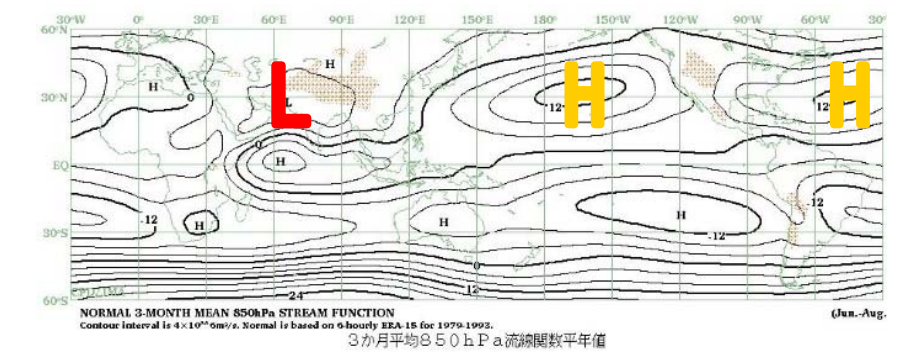 30°W 0° 30°E 60°E 90°E 120°E 150°E 180° 150°W 120°W 90°W 60°W 30°
60°N
H
L H H
H 0 L
30°N 12 12
0
EQ H
-12 H H H -12
30°S -12
0
12
60°S 24
NORMAL 3-MONTH MEAN 850hPa STREAM FUNCTION (Jun.-Aug.
Contour interval is 4×10**6m²/s. Normal is based on 6-hourly ERA-15 for 1979-1993.
3か月平均850hPa流線関数平年値